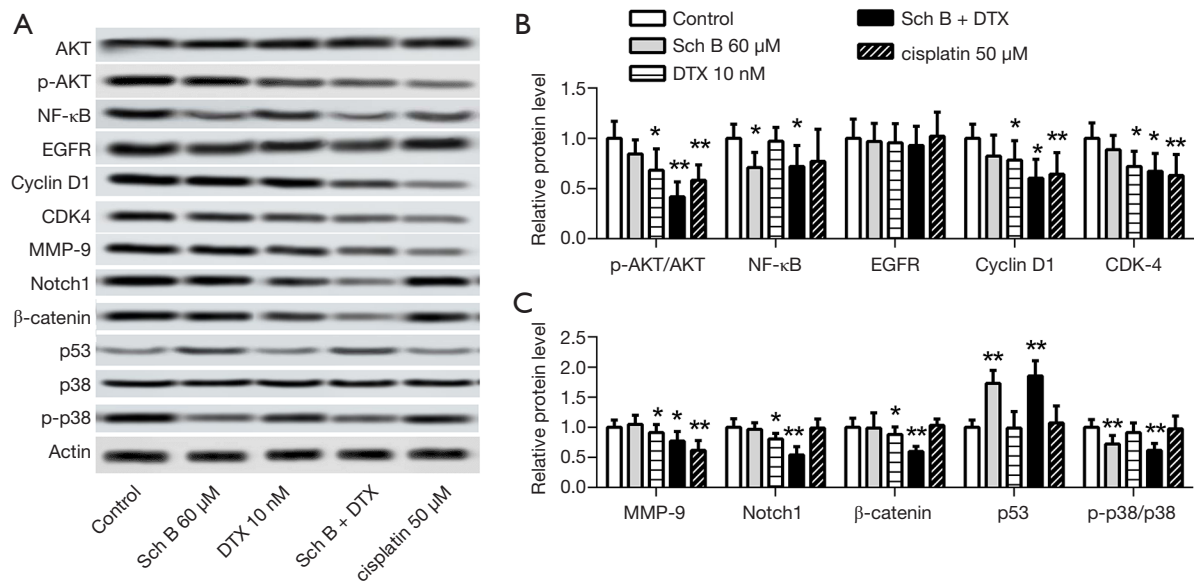 A
AKT
p-AKT
NF-κB
EGFR
Cyclin D1
CDK4
MMP-9
Notch1
β-catenin
p53
p38
p-p38
Actin
Control
Sch B 60 μM
DTX 10 nM
Sch B + DTX
cisplatin 50 μM
B
Control
Sch B 60 μM
DTX 10 nM
Sch B + DTX
cisplatin 50 μM
Relative protein level
1.5
1.0
0.5
0.0
* ** ** * * * * ** * * **
p-AKT/AKT NF-κB EGFR Cyclin D1 CDK-4
C
Relative protein level
2.5
2.0
1.5
1.0
0.5
0.0
* * ** * ** * ** ** ** ** **
MMP-9 Notch1 β-catenin p53 p-p38/p38